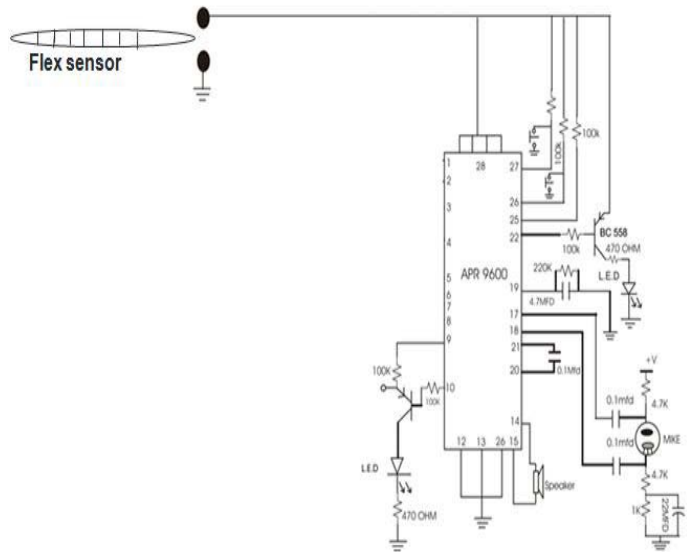 Flex sensor
1
2
3
4
5
6
7
8
9
10
28
27
26
25
22
19
17
18
21
20
14
12
13
26
15
APR 9600
100k
100k
100k
BC 558
470 OHM
L.E.D
220K
4.7MFD
0.1Mfd
+V
4.7K
0.1mfd
0.1mfd
MIKE
4.7K
1K
22MFD
Speaker
100K
100K
L.E.D
470 OHM